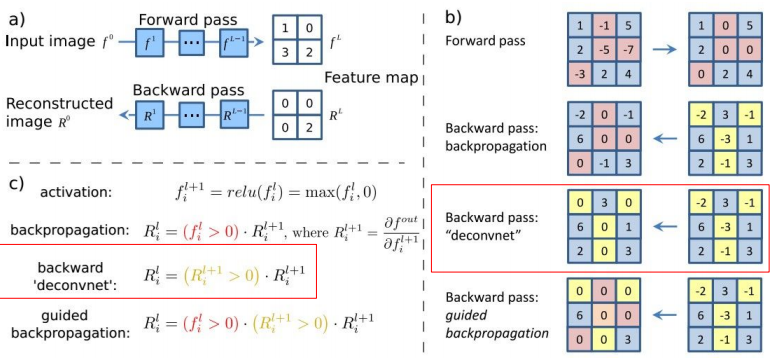 a)
Forward pass
Input image f^0
f^1 ... f^{L-1}
1 0
3 2
f^L
Feature map
Backward pass
Reconstructed
image R^0
R^1 ... R^{L-1}
0 0
0 2
R^L
b)
Forward pass
1 -1 5
2 -5 -7
-3 2 4
1 0 5
2 0 0
0 2 4
Backward pass:
backpropagation
-2 0 -1
6 0 0
0 -1 3
-2 3 -1
6 -3 1
2 -1 3
Backward pass:
“deconvnet”
0 3 0
6 0 1
2 0 3
-2 3 -1
6 -3 1
2 -1 3
Backward pass:
guided
backpropagation
0 0 0
6 0 0
0 0 3
-2 3 -1
6 -3 1
2 -1 3
c)
activation: f_i^{l+1} = relu(f_i^l) = max(f_i^l, 0)
backpropagation: R_i^l = (f_i^l > 0) · R_i^{l+1}, where R_i^{l+1} = ∂f^{out}/∂f_i^{l+1}
backward
'deconvnet': R_i^l = (R_i^{l+1} > 0) · R_i^{l+1}
guided
backpropagation: R_i^l = (f_i^l > 0) · (R_i^{l+1} > 0) · R_i^{l+1}